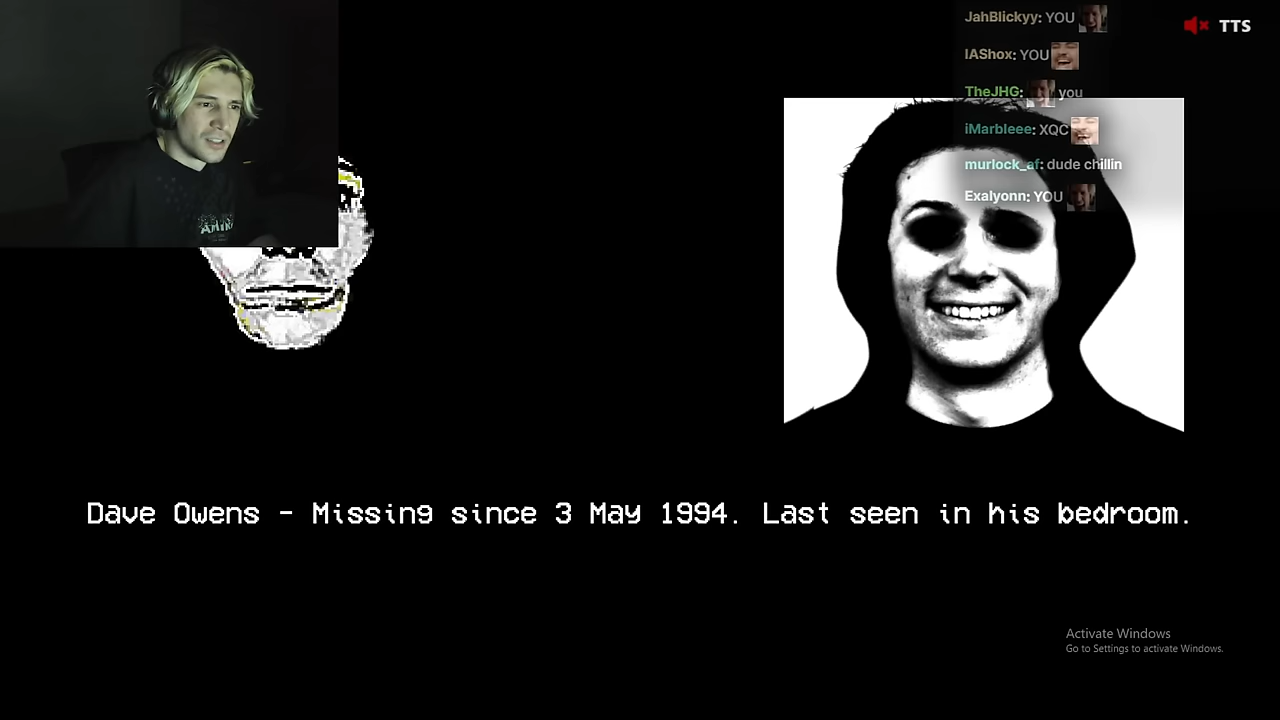 JahBlickyy: YOU
TTS
IAShox: YOU
TheJHG: you
iMarbleee: XQC
murlock_af: dude chillin
Exalyonn: YOU
Dave Owens - Missing since 3 May 1994. Last seen in his bedroom.
Activate Windows
Go to Settings to activate Windows.